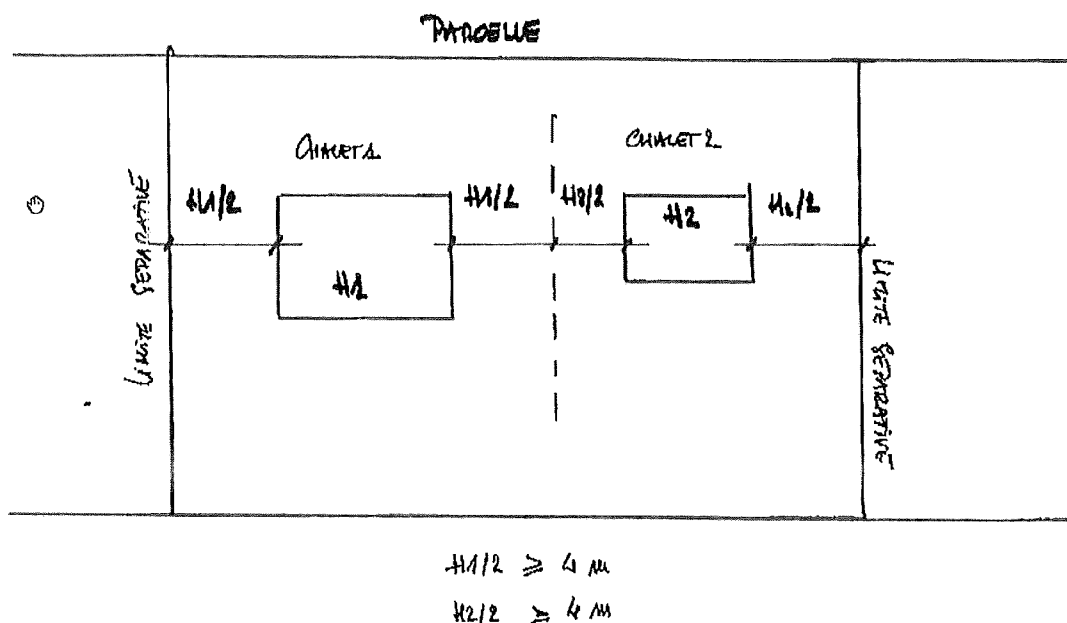 PARCELLE
CHALET 1
CHALET 2
LIMITE SEPARATIVE
H1/2
H1
H1/2
H2/2
H2
H2/2
LIMITE SEPARATIVE
H1/2 ⩾ 4 m
H2/2 ⩾ 4 m